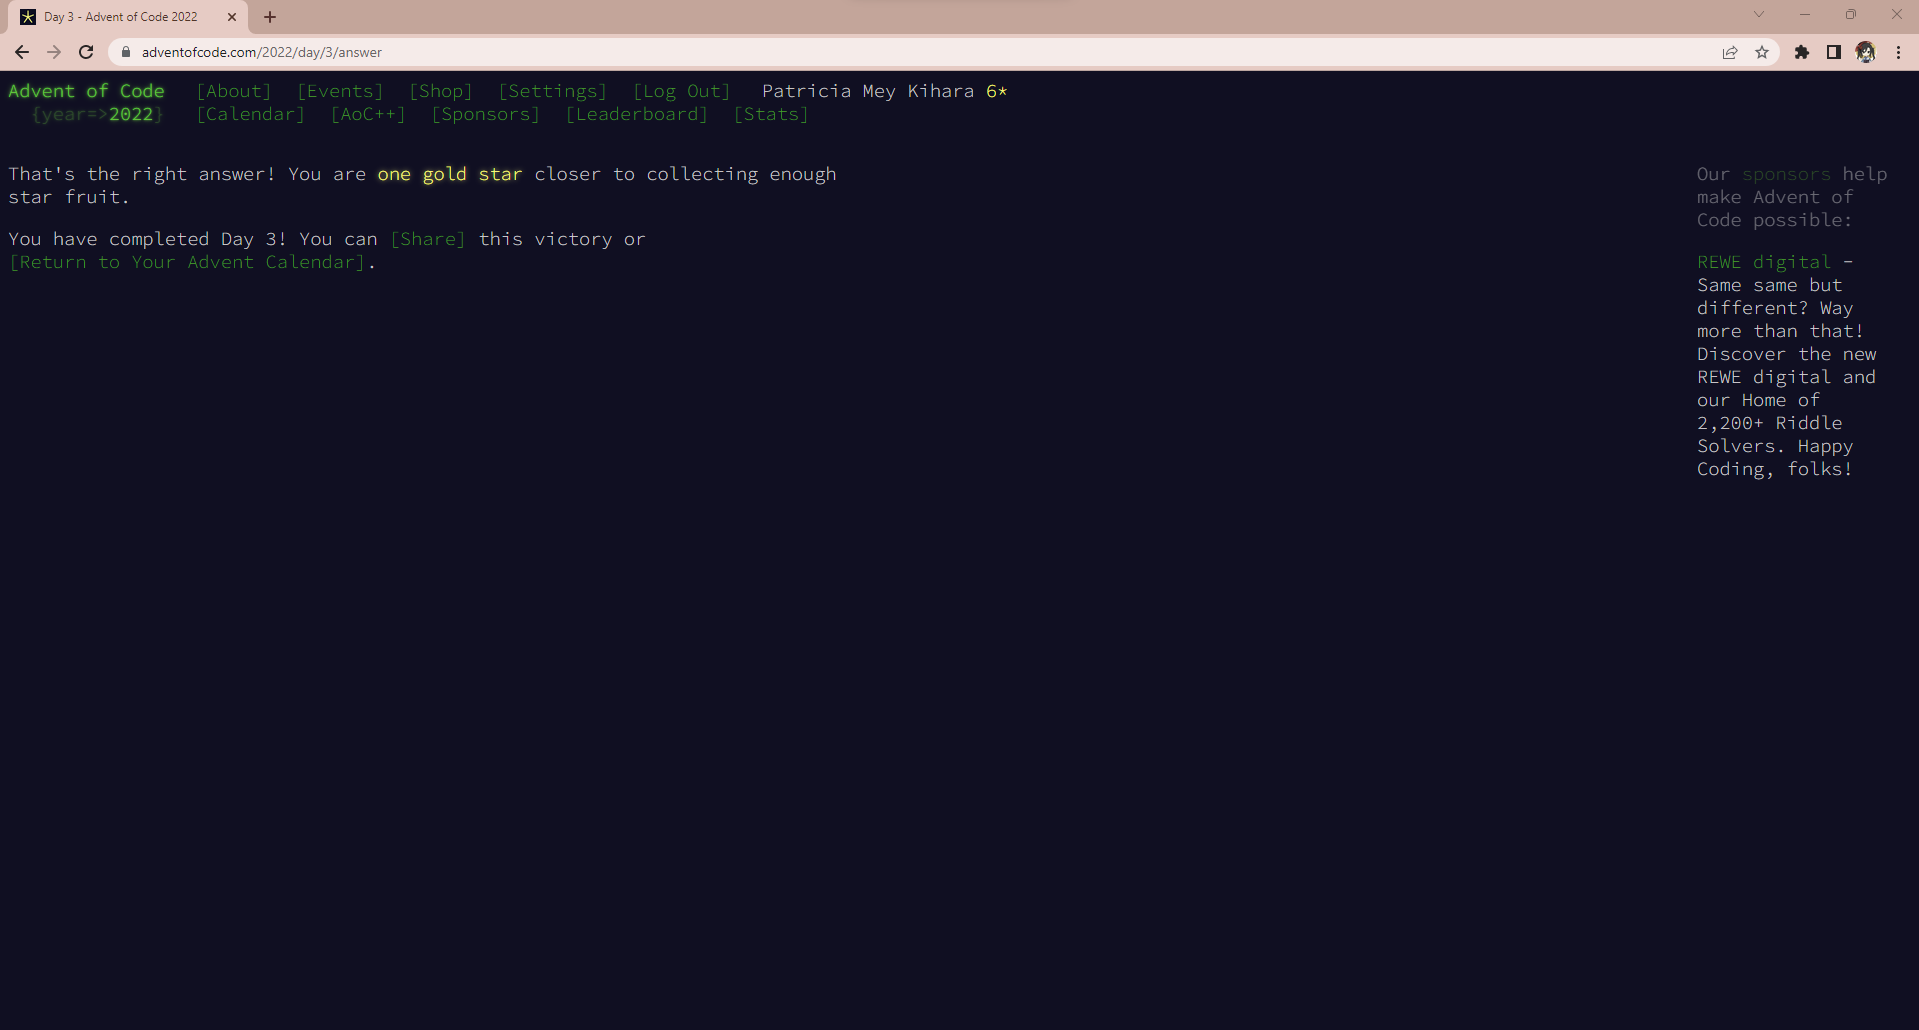 Day 3 - Advent of Code 2022
adventofcode.com/2022/day/3/answer
Advent of Code [About] [Events] [Shop] [Settings] [Log Out] Patricia Mey Kihara 6*
{year=>2022} [Calendar] [AoC++] [Sponsors] [Leaderboard] [Stats]
That's the right answer! You are one gold star closer to collecting enough
star fruit.
You have completed Day 3! You can [Share] this victory or
[Return to Your Advent Calendar].
Our sponsors help
make Advent of
Code possible:
REWE digital -
Same same but
different? Way
more than that!
Discover the new
REWE digital and
our Home of
2,200+ Riddle
Solvers. Happy
Coding, folks!